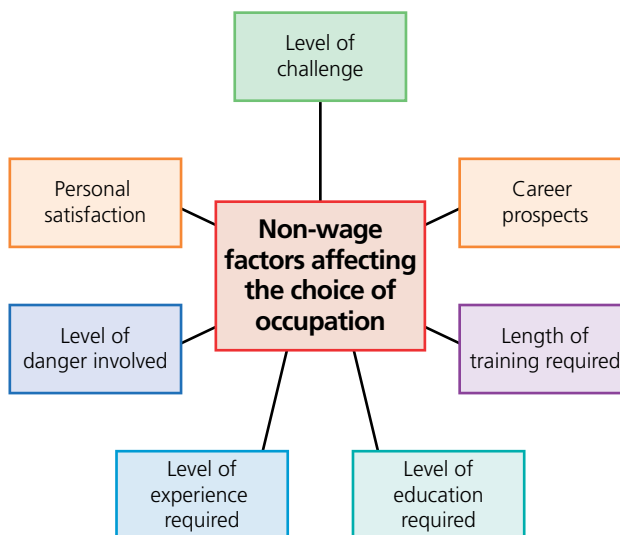 Level of
challenge
Personal
satisfaction
Career
prospects
Non-wage
factors affecting
the choice of
occupation
Level of
danger involved
Length of
training required
Level of
experience
required
Level of
education
required